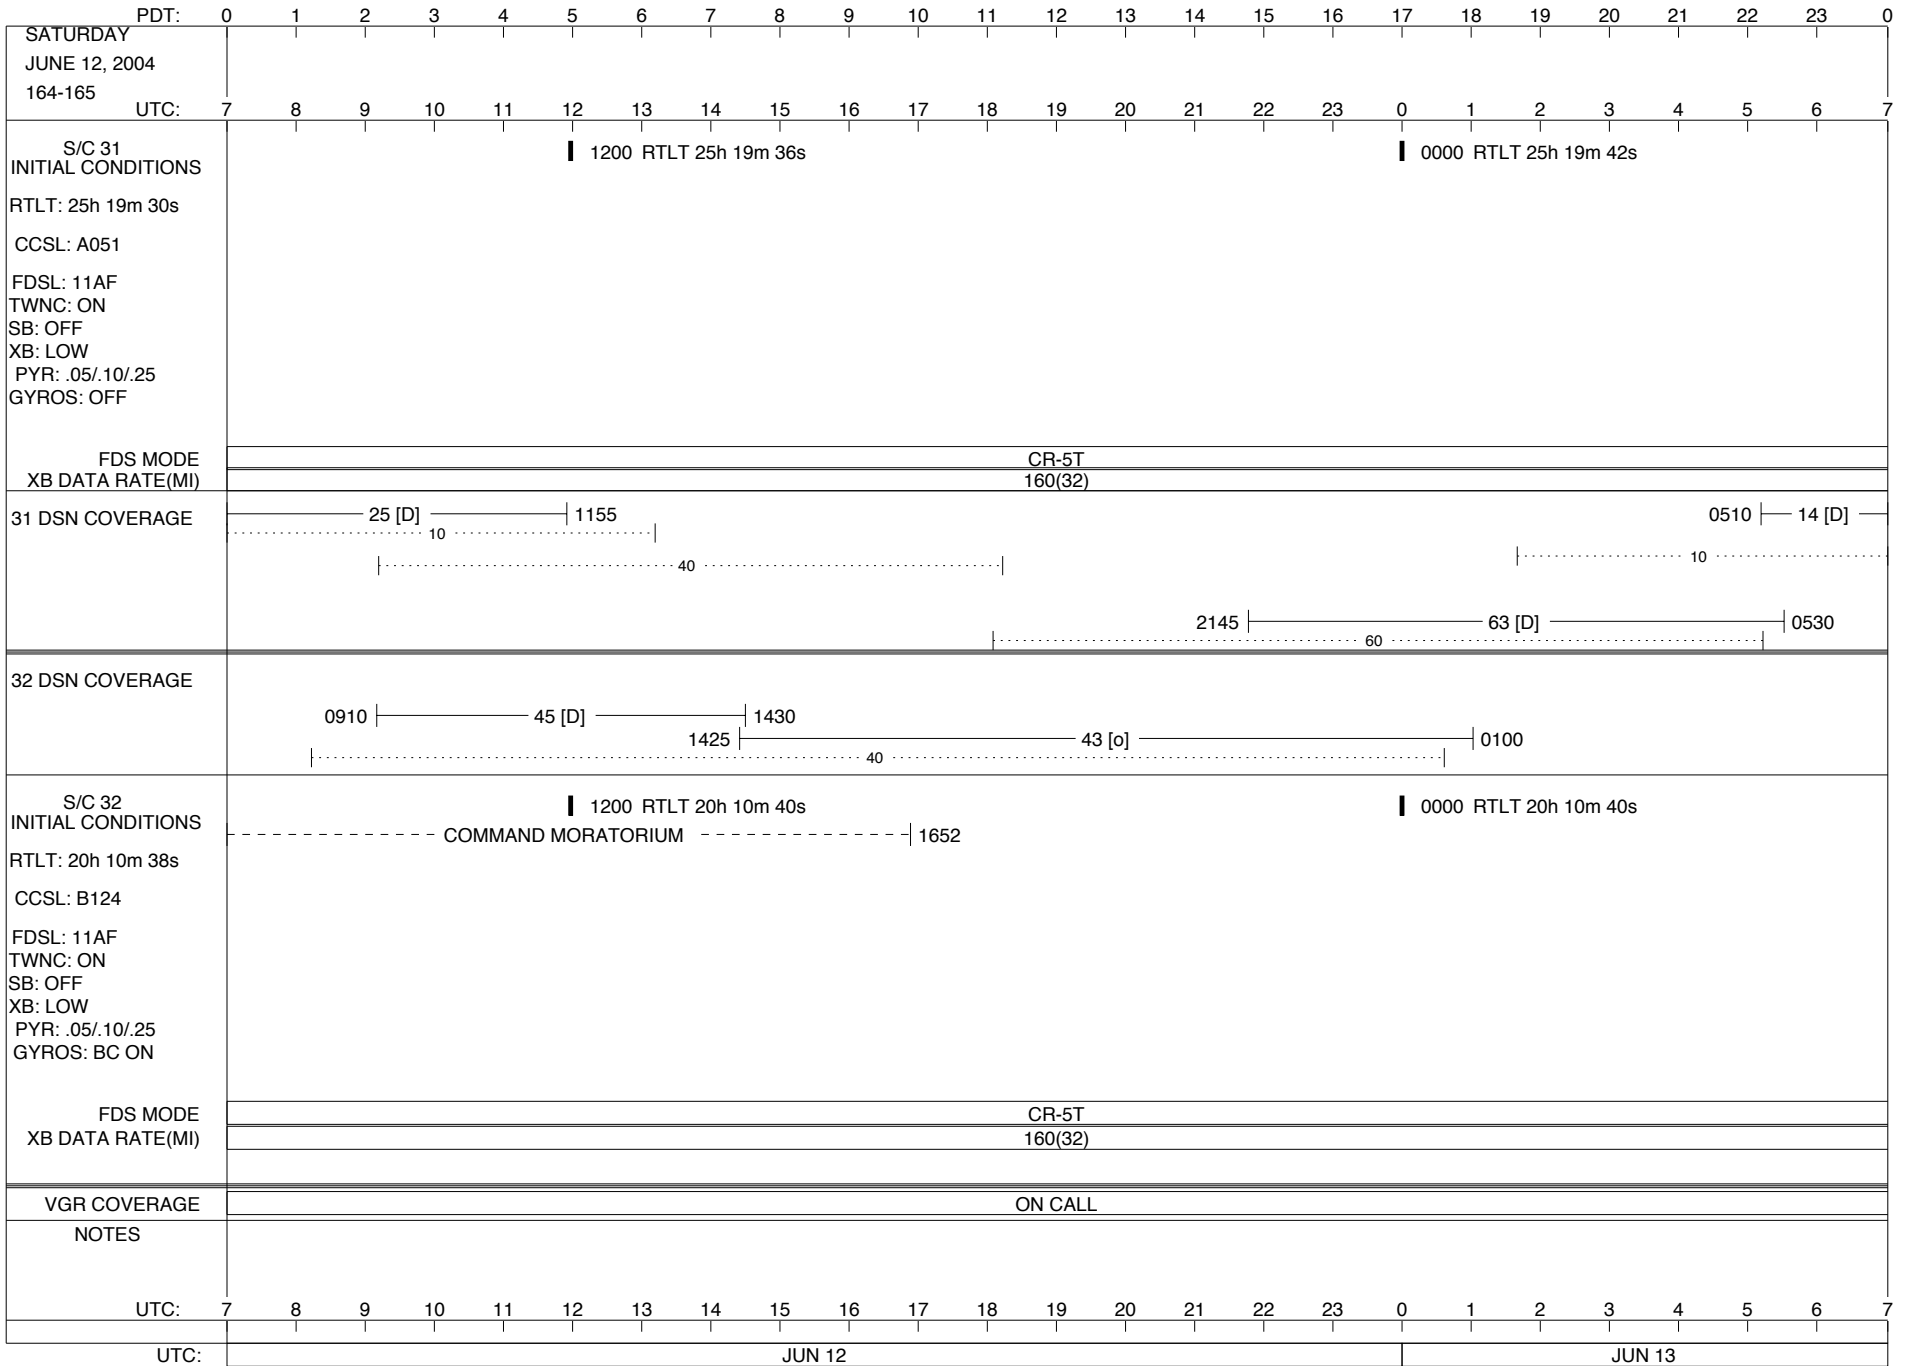 PDT: 0 1 2 3 4 5 6 7 8 9 10 11 12 13 14 15 16 17 18 19 20 21 22 23 0
SATURDAY
JUNE 12, 2004
164-165
UTC: 7 8 9 10 11 12 13 14 15 16 17 18 19 20 21 22 23 0 1 2 3 4 5 6 7
S/C 31
INITIAL CONDITIONS
1200 RTLT 25h 19m 36s
0000 RTLT 25h 19m 42s
RTLT: 25h 19m 30s
CCSL: A051
FDSL: 11AF
TWNC: ON
SB: OFF
XB: LOW
PYR: .05/.10/.25
GYROS: OFF
FDS MODE CR-5T
XB DATA RATE(MI) 160(32)
31 DSN COVERAGE
25 [D] 1155
0510 14 [D]
10
40
10
2145 63 [D] 0530
60
32 DSN COVERAGE
0910 45 [D] 1430
1425 43 [o] 0100
40
S/C 32
INITIAL CONDITIONS
1200 RTLT 20h 10m 40s
0000 RTLT 20h 10m 40s
COMMAND MORATORIUM 1652
RTLT: 20h 10m 38s
CCSL: B124
FDSL: 11AF
TWNC: ON
SB: OFF
XB: LOW
PYR: .05/.10/.25
GYROS: BC ON
FDS MODE CR-5T
XB DATA RATE(MI) 160(32)
VGR COVERAGE ON CALL
NOTES
UTC: 7 8 9 10 11 12 13 14 15 16 17 18 19 20 21 22 23 0 1 2 3 4 5 6 7
UTC: JUN 12 JUN 13